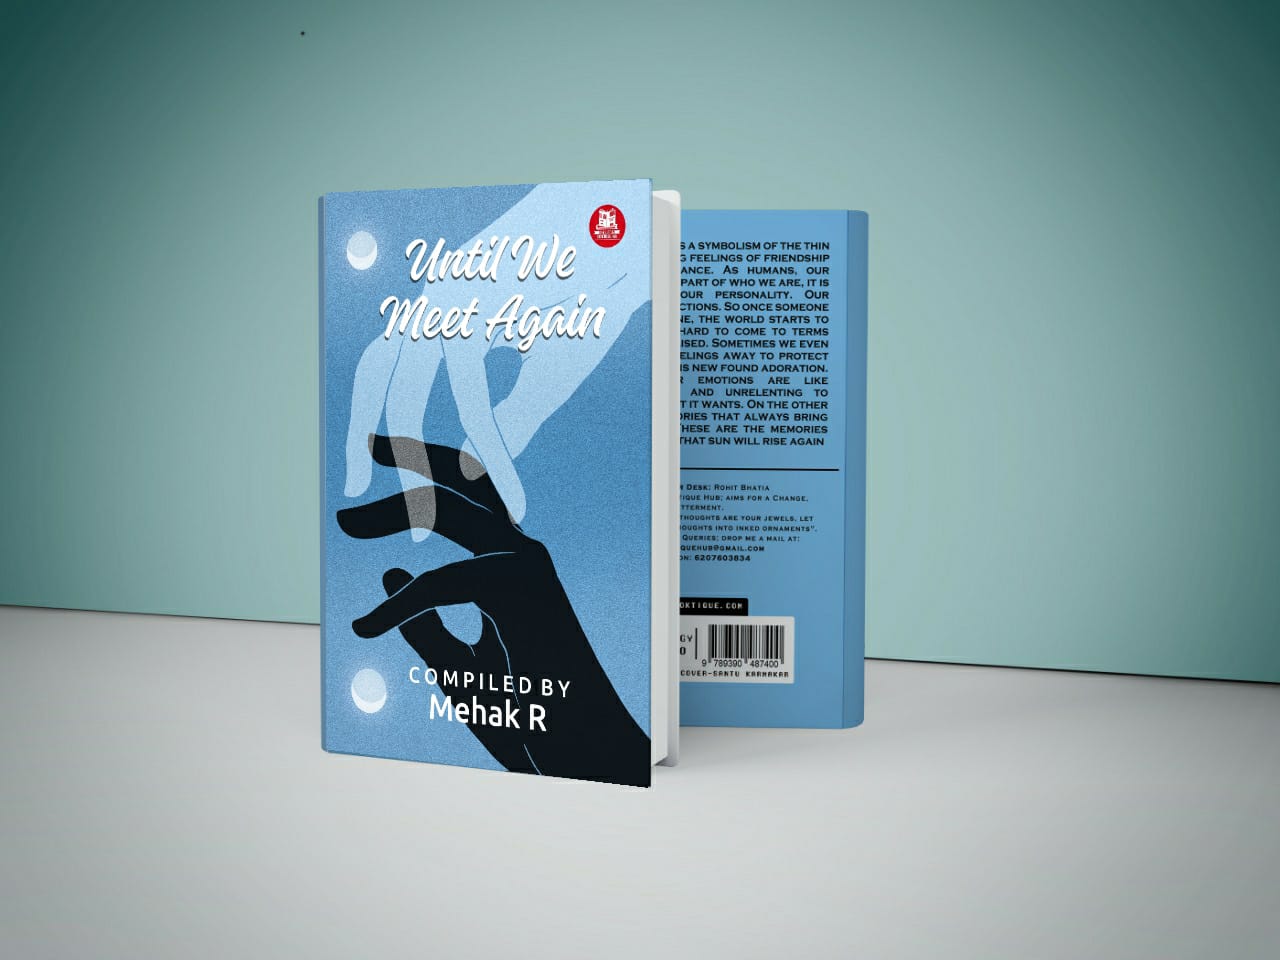 Until We
Meet Again
COMPILED BY
Mehak R
S A SYMBOLISM OF THE THIN
G FEELINGS OF FRIENDSHIP
ANCE. AS HUMANS, OUR
PART OF WHO WE ARE, IT IS
OUR PERSONALITY. OUR
CTIONS. SO ONCE SOMEONE
NE, THE WORLD STARTS TO
HARD TO COME TO TERMS
ISED. SOMETIMES WE EVEN
ELINGS AWAY TO PROTECT
IS NEW FOUND ADORATION.
R EMOTIONS ARE LIKE
AND UNRELENTING TO
T IT WANTS. ON THE OTHER
ORIES THAT ALWAYS BRING
THESE ARE THE MEMORIES
THAT SUN WILL RISE AGAIN
DESK: ROHIT BHATIA
TIQUE HUB; AIMS FOR A CHANGE,
TTERMENT.
THOUGHTS ARE YOUR JEWELS, LET
OUGHTS INTO INKED ORNAMENTS".
QUERIES; DROP ME A MAIL AT:
QUEHUB@GMAIL.COM
ON: 6207603834
OKTIQUE.COM
GY
0
9 789390 487400
COVER-SANTU KARMAKAR